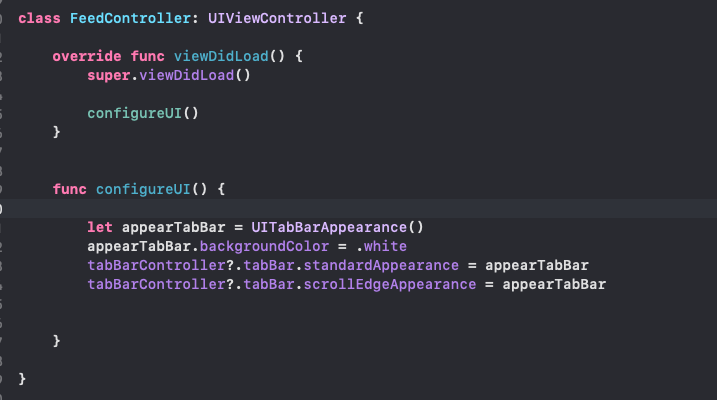 class FeedController: UIViewController {
override func viewDidLoad() {
super.viewDidLoad()
configureUI()
}
func configureUI() {
let appearTabBar = UITabBarAppearance()
appearTabBar.backgroundColor = .white
tabBarController?.tabBar.standardAppearance = appearTabBar
tabBarController?.tabBar.scrollEdgeAppearance = appearTabBar
}
}